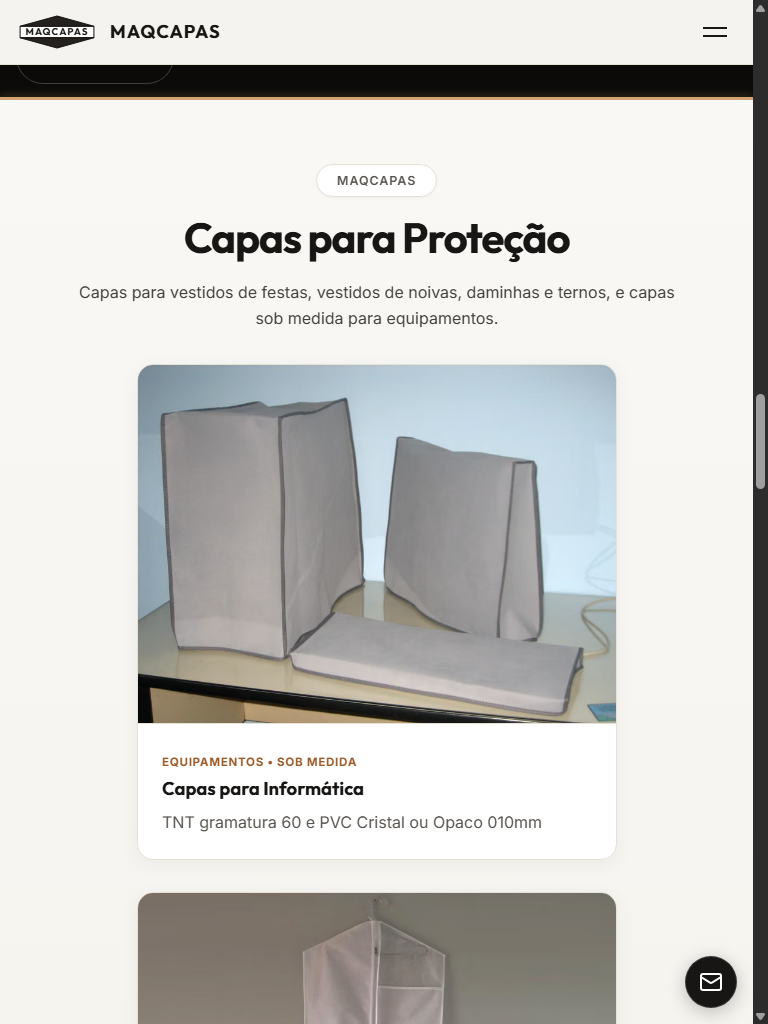 MAQCAPAS
MAQCAPAS
MAQCAPAS
Capas para Proteção
Capas para vestidos de festas, vestidos de noivas, daminhas e ternos, e capas
sob medida para equipamentos.
EQUIPAMENTOS • SOB MEDIDA
Capas para Informática
TNT gramatura 60 e PVC Cristal ou Opaco 010mm